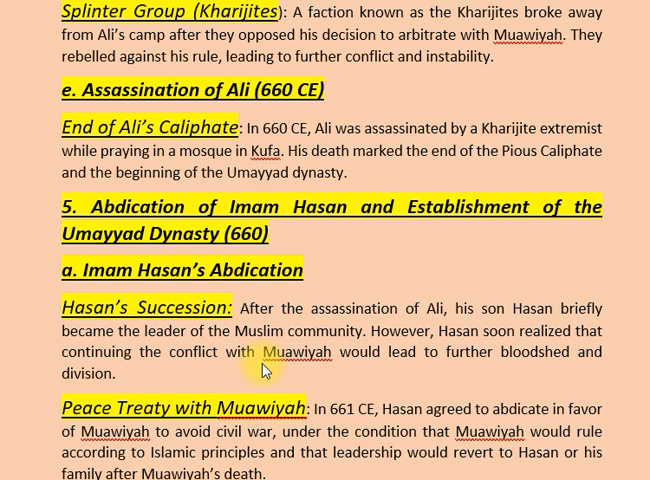 Splinter Group (Kharijites): A faction known as the Kharijites broke away
from Ali's camp after they opposed his decision to arbitrate with Muawiyah. They
rebelled against his rule, leading to further conflict and instability.
e. Assassination of Ali (660 CE)
End of Ali's Caliphate: In 660 CE, Ali was assassinated by a Kharijite extremist
while praying in a mosque in Kufa. His death marked the end of the Pious Caliphate
and the beginning of the Umayyad dynasty.
5. Abdication of Imam Hasan and Establishment of the
Umayyad Dynasty (660)
a. Imam Hasan's Abdication
Hasan's Succession: After the assassination of Ali, his son Hasan briefly
became the leader of the Muslim community. However, Hasan soon realized that
continuing the conflict with Muawiyah would lead to further bloodshed and
division.
Peace Treaty with Muawiyah: In 661 CE, Hasan agreed to abdicate in favor
of Muawiyah to avoid civil war, under the condition that Muawiyah would rule
according to Islamic principles and that leadership would revert to Hasan or his
family after Muawiyah's death.